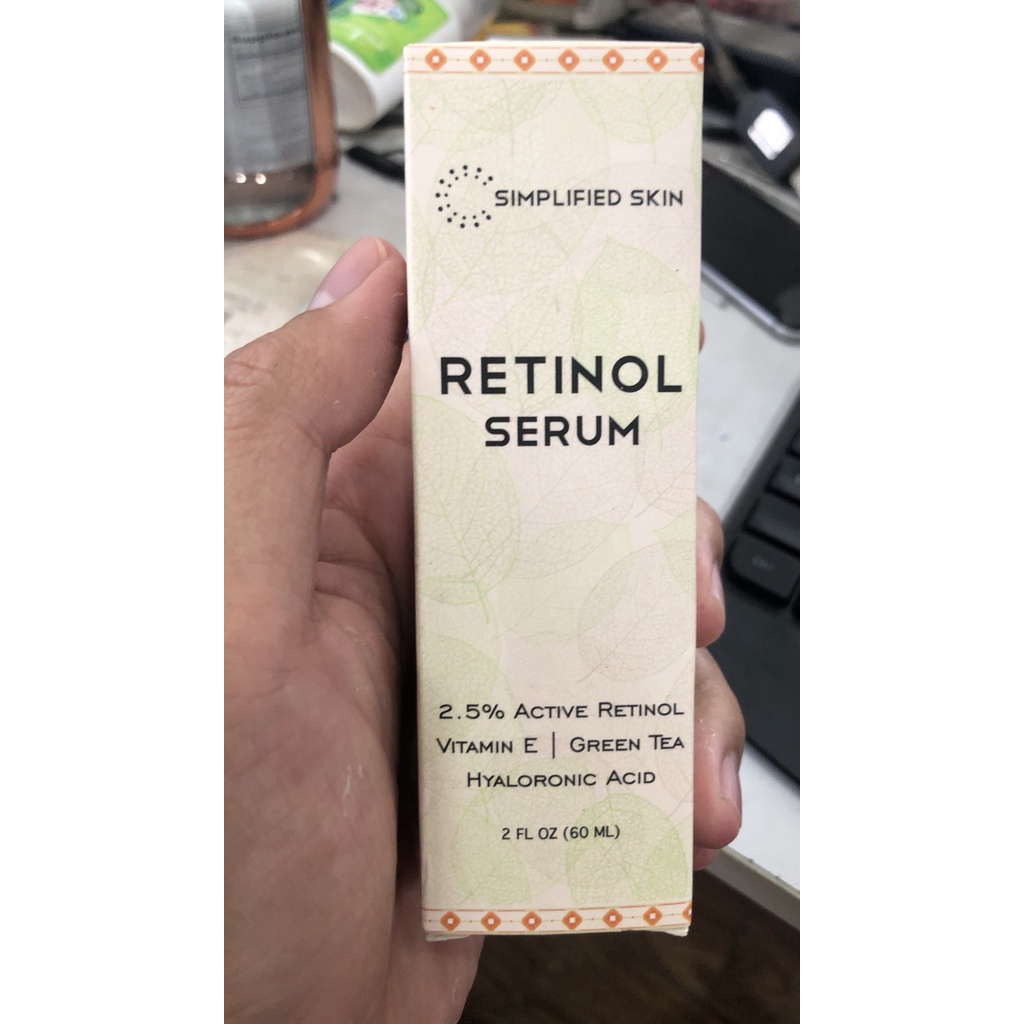 SIMPLIFIED SKIN
RETINOL
SERUM
2.5% ACTIVE RETINOL
VITAMIN E | GREEN TEA
HYALORONIC ACID
2 FL OZ (60 ML)